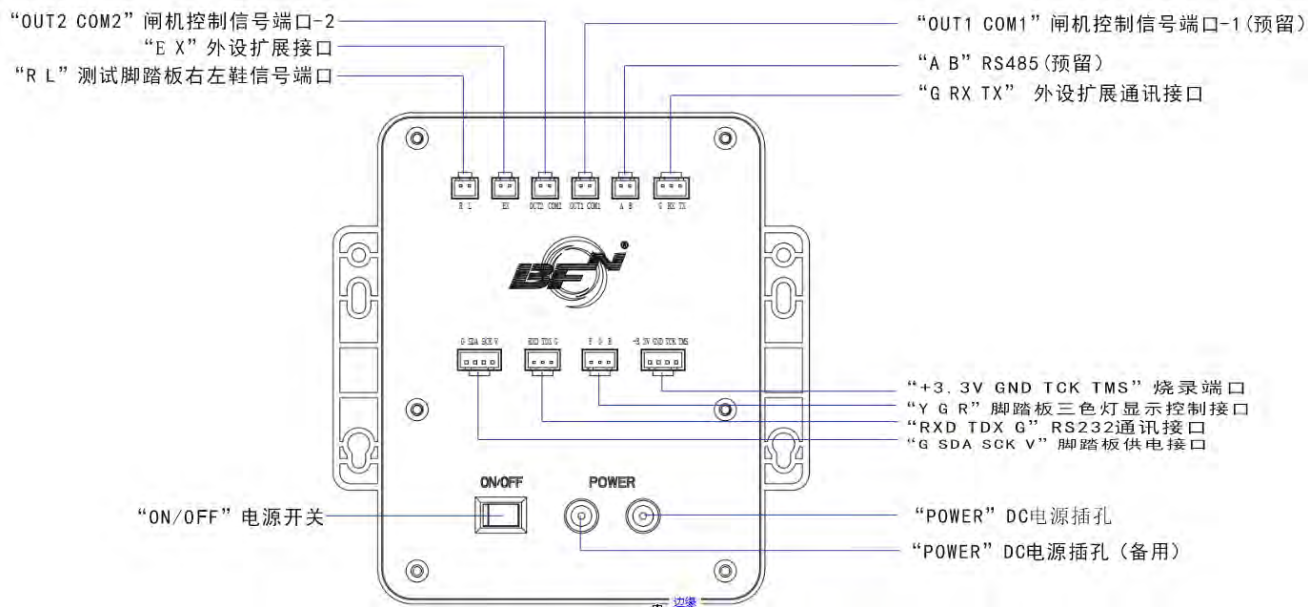 “OUT2 COM2”闸机控制信号端口-2
“E X”外设扩展接口
“R L”测试脚踏板右左鞋信号端口
“OUT1 COM1”闸机控制信号端口-1(预留)
“A B”RS485(预留)
“G RX TX” 外设扩展通讯接口
R L
EX
OUT2 COM2
OUT1 COM1
A B
G RX TX
BFN®
G SDA SCK V
RXD TDX G
“+3.3V GND TCK TMS”烧录端口
“Y G R”脚踏板三色灯显示控制接口
“RXD TDX G”RS232通讯接口
“G SDA SCK V”脚踏板供电接口
ON/OFF
POWER
“ON/OFF”电源开关
“POWER”DC电源插孔
“POWER”DC电源插孔（备用）
边缘